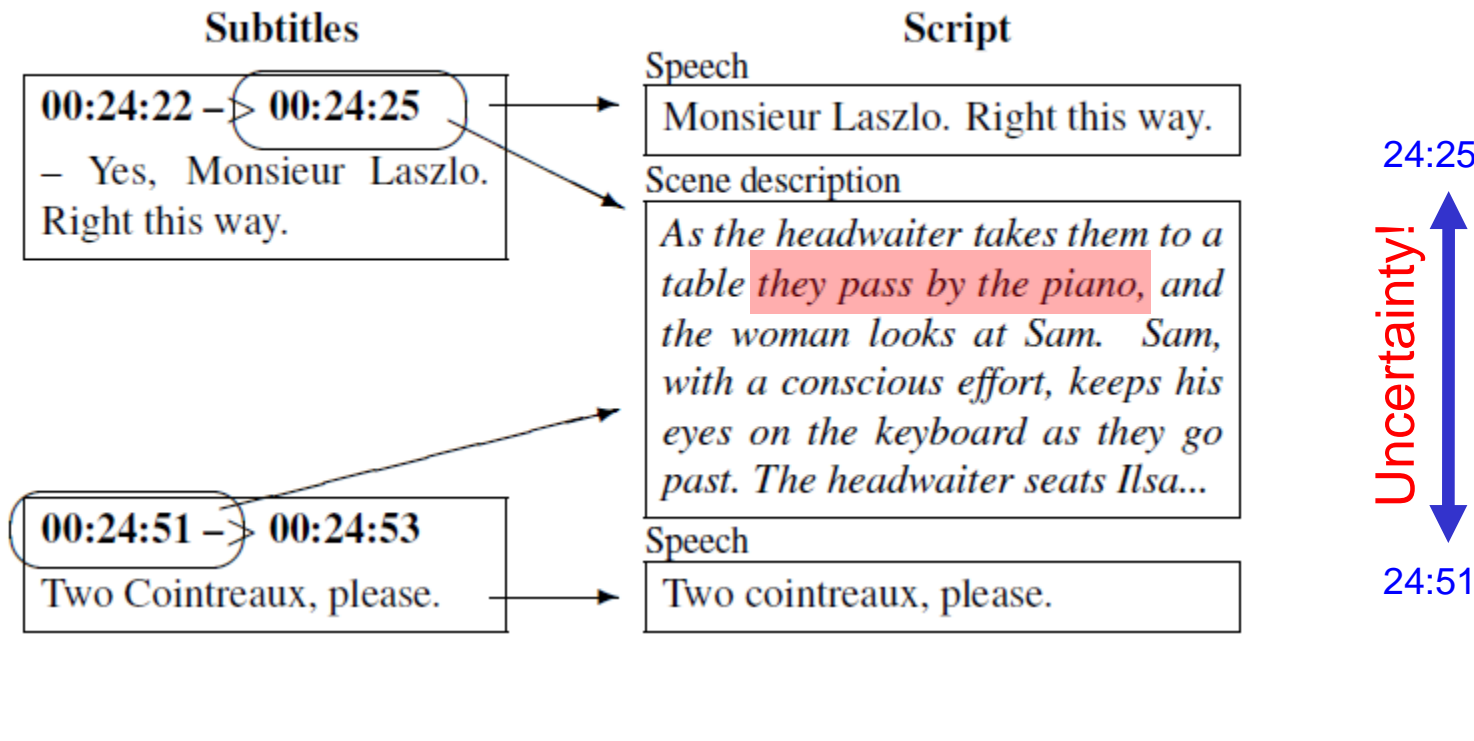 Subtitles
00:24:22 –> 00:24:25
– Yes, Monsieur Laszlo.
Right this way.
00:24:51 –> 00:24:53
Two Cointreaux, please.
Script
Speech
Monsieur Laszlo. Right this way.
Scene description
As the headwaiter takes them to a
table they pass by the piano, and
the woman looks at Sam. Sam,
with a conscious effort, keeps his
eyes on the keyboard as they go
past. The headwaiter seats Ilsa...
Speech
Two cointreaux, please.
24:25
Uncertainty!
24:51